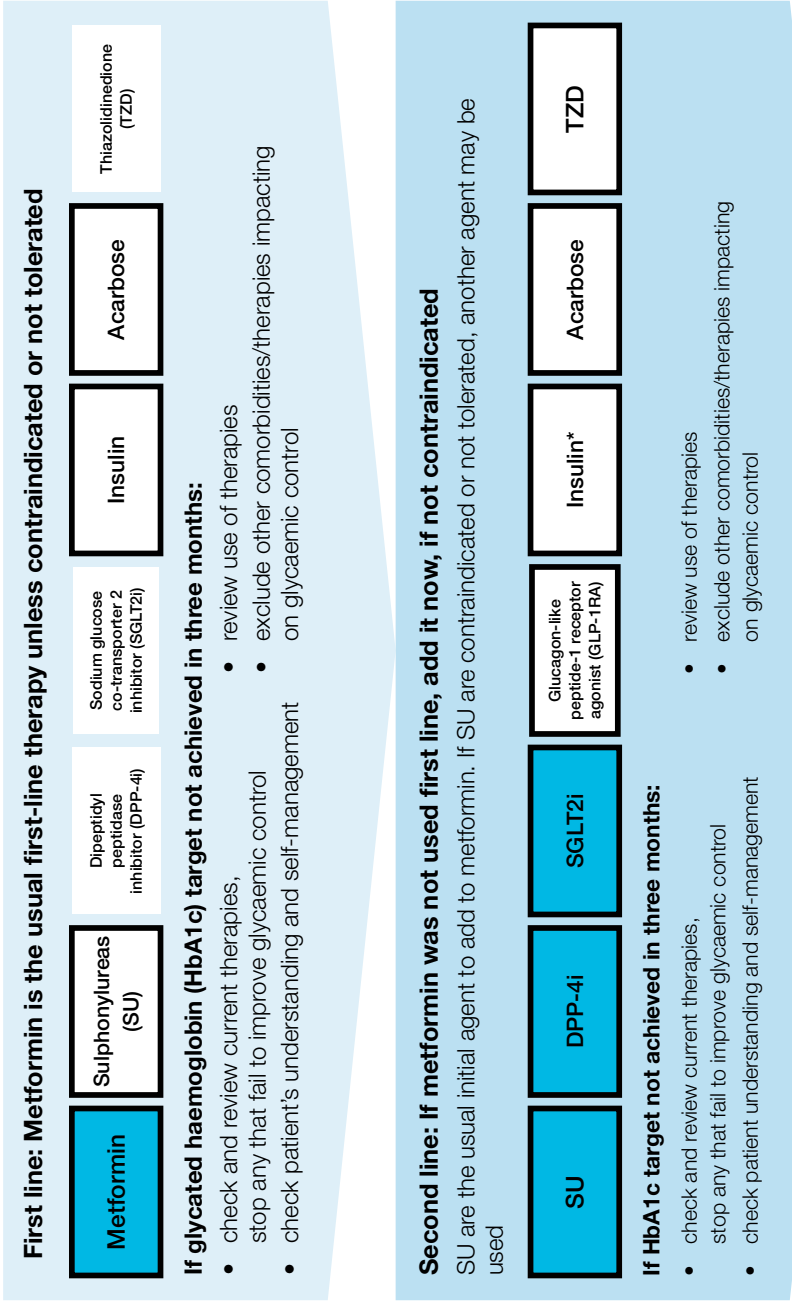 First line: Metformin is the usual first-line therapy unless contraindicated or not tolerated
Metformin
Sulphonylureas
(SU)
Dipeptidyl
peptidase
inhibitor (DPP-4i)
Sodium glucose
co-transporter 2
inhibitor (SGLT2i)
Insulin
Acarbose
Thiazolidinedione
(TZD)
If glycated haemoglobin (HbA1c) target not achieved in three months:
• check and review current therapies,
stop any that fail to improve glycaemic control
• check patient's understanding and self-management
• review use of therapies
• exclude other comorbidities/therapies impacting
on glycaemic control
Second line: If metformin was not used first line, add it now, if not contraindicated
SU are the usual initial agent to add to metformin. If SU are contraindicated or not tolerated, another agent may be
used
SU
DPP-4i
SGLT2i
Glucagon-like
peptide-1 receptor
agonist (GLP-1RA)
Insulin*
Acarbose
TZD
If HbA1c target not achieved in three months:
• check and review current therapies,
stop any that fail to improve glycaemic control
• check patient understanding and self-management
• review use of therapies
• exclude other comorbidities/therapies impacting
on glycaemic control